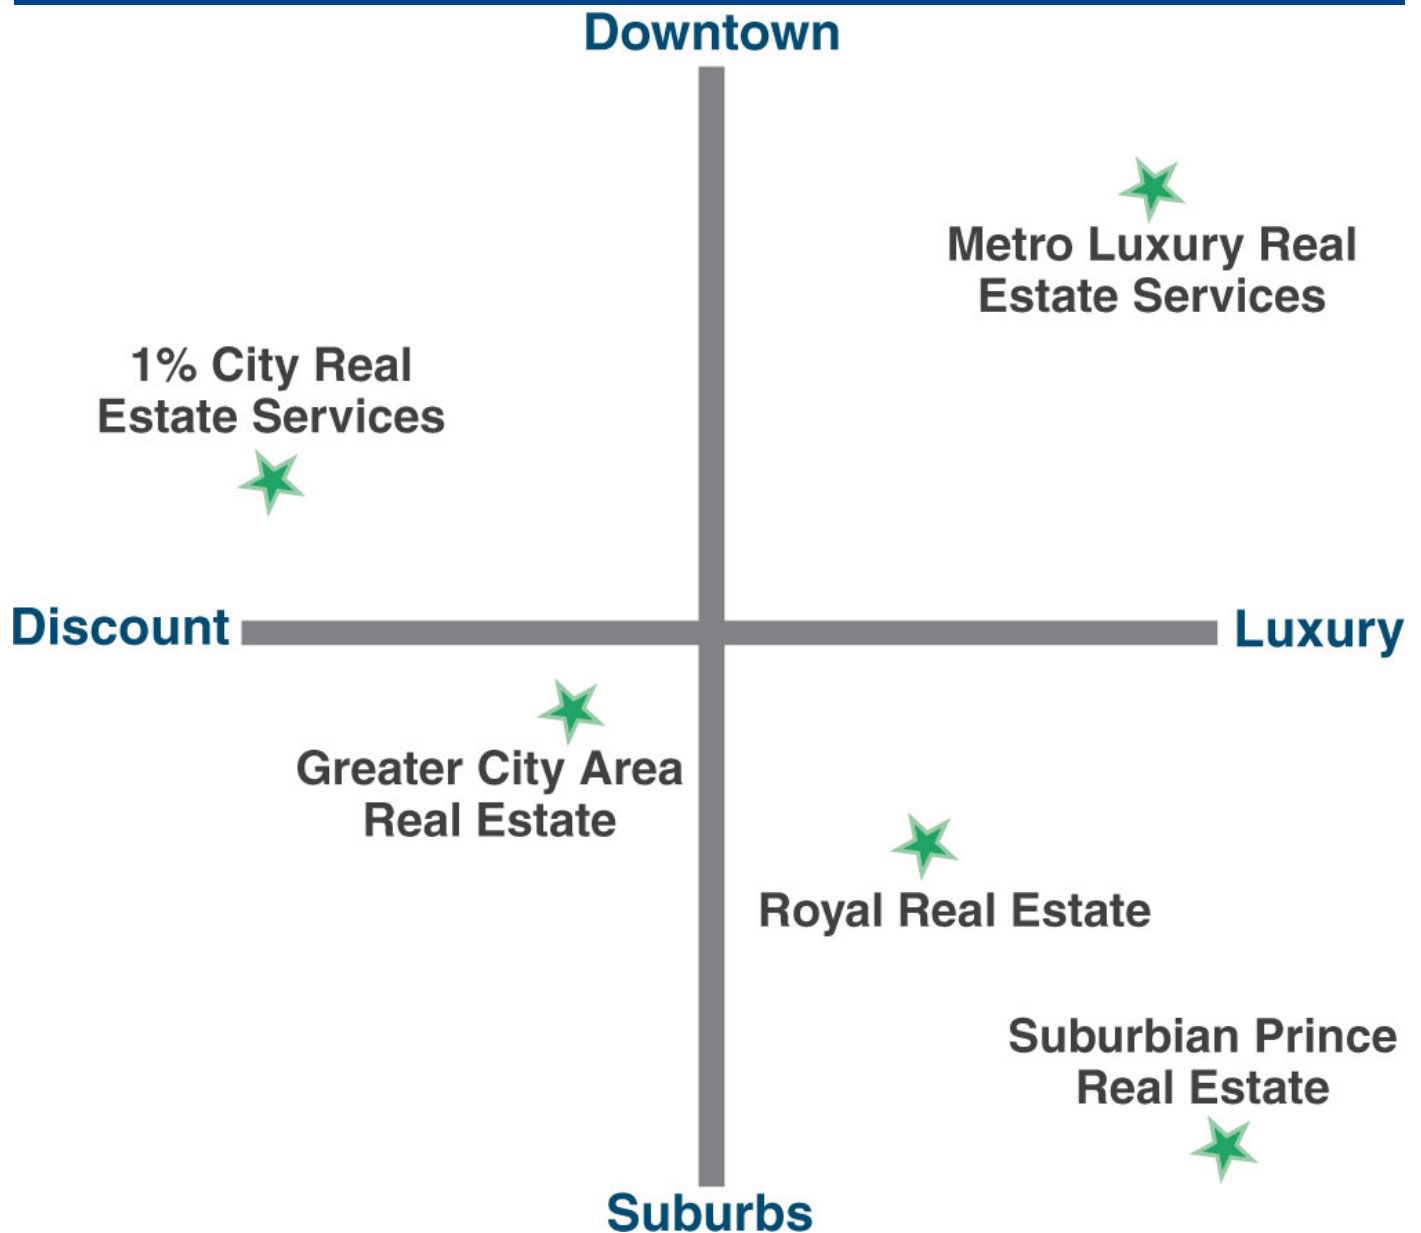 Downtown
Metro Luxury Real
Estate Services
1% City Real
Estate Services
Discount
Luxury
Greater City Area
Real Estate
Royal Real Estate
Suburbian Prince
Real Estate
Suburbs